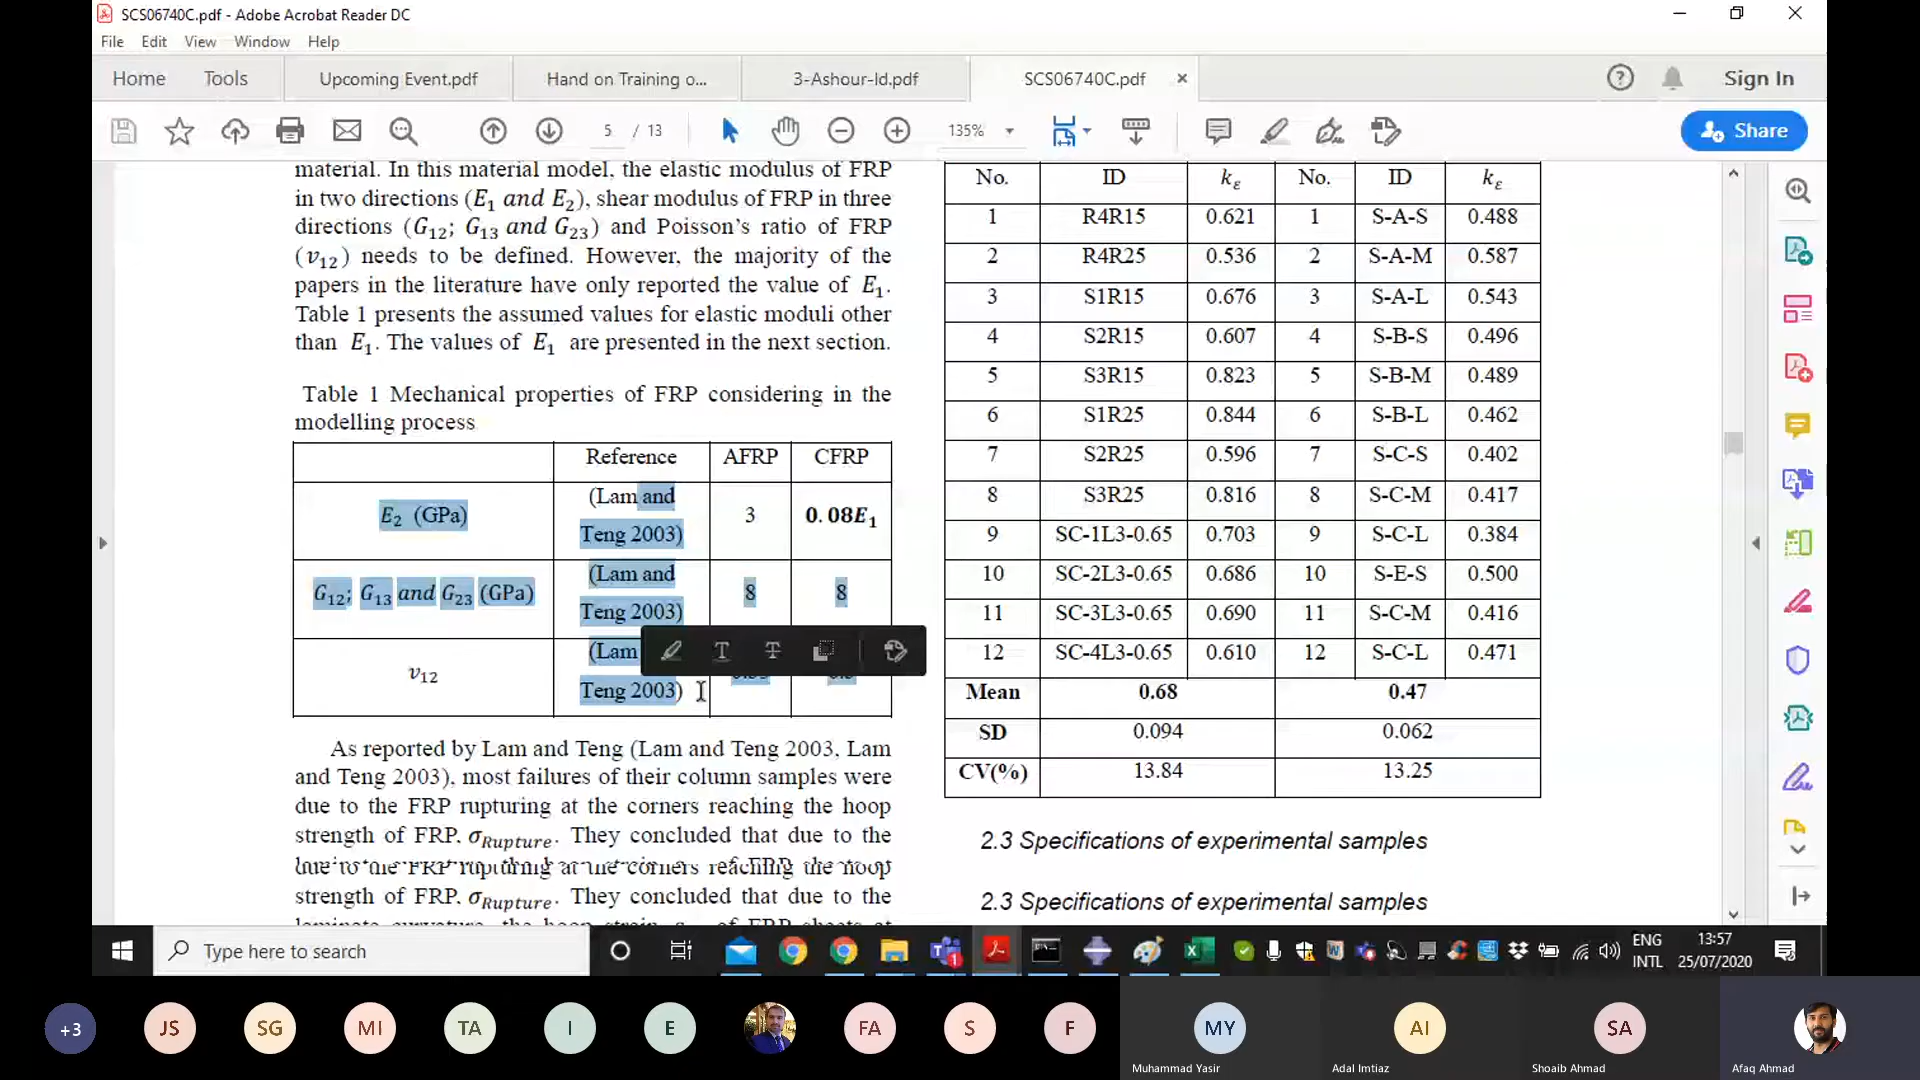 SCS06740C.pdf - Adobe Acrobat Reader DC
File Edit View Window Help
Home Tools Upcoming Event.pdf Hand on Training o... 3-Ashour-Id.pdf SCS06740C.pdf Sign In
5 / 13 135% Share
material. In this material model, the elastic modulus of FRP
in two directions (E₁ and E₂), shear modulus of FRP in three
directions (G₁₂; G₁₃ and G₂₃) and Poisson's ratio of FRP
(v₁₂) needs to be defined. However, the majority of the
papers in the literature have only reported the value of E₁.
Table 1 presents the assumed values for elastic moduli other
than E₁. The values of E₁ are presented in the next section.
Table 1 Mechanical properties of FRP considering in the
modelling process
Reference AFRP CFRP
E₂ (GPa) (Lam and Teng 2003) 3 0.08E₁
G₁₂; G₁₃ and G₂₃ (GPa) (Lam and Teng 2003) 8 8
v₁₂ (Lam Teng 2003)
As reported by Lam and Teng (Lam and Teng 2003, Lam
and Teng 2003), most failures of their column samples were
due to the FRP rupturing at the corners reaching the hoop
strength of FRP, σRupture. They concluded that due to the
strength of FRP, σRupture. They concluded that due to the
No. ID kε No. ID kε
1 R4R15 0.621 1 S-A-S 0.488
2 R4R25 0.536 2 S-A-M 0.587
3 S1R15 0.676 3 S-A-L 0.543
4 S2R15 0.607 4 S-B-S 0.496
5 S3R15 0.823 5 S-B-M 0.489
6 S1R25 0.844 6 S-B-L 0.462
7 S2R25 0.596 7 S-C-S 0.402
8 S3R25 0.816 8 S-C-M 0.417
9 SC-1L3-0.65 0.703 9 S-C-L 0.384
10 SC-2L3-0.65 0.686 10 S-E-S 0.500
11 SC-3L3-0.65 0.690 11 S-C-M 0.416
12 SC-4L3-0.65 0.610 12 S-C-L 0.471
Mean 0.68 0.47
SD 0.094 0.062
CV(%) 13.84 13.25
2.3 Specifications of experimental samples
2.3 Specifications of experimental samples
Type here to search
ENG 13:57
INTL 25/07/2020
+3 JS SG MI TA I E FA S F MY AI SA
Muhammad Yasir Adal Imtiaz Shoaib Ahmad Afaq Ahmad